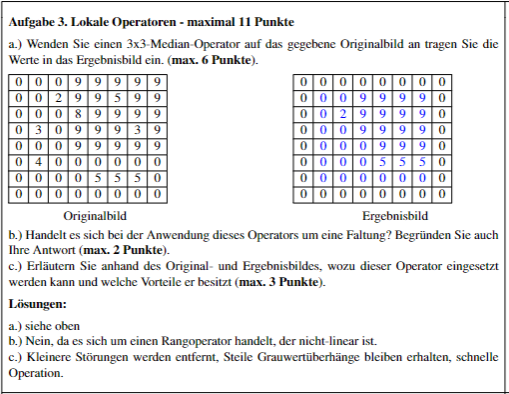 Aufgabe 3. Lokale Operatoren - maximal 11 Punkte
a.) Wenden Sie einen 3x3-Median-Operator auf das gegebene Originalbild an tragen Sie die
Werte in das Ergebnisbild ein. (max. 6 Punkte).
0 0 0 9 9 9 9 9
0 0 2 9 9 5 9 9
0 0 0 8 9 9 9 9
0 3 0 9 9 9 3 9
0 0 0 9 9 9 9 9
0 4 0 0 0 0 0 0
0 0 0 0 5 5 5 0
0 0 0 0 0 0 0 0
Originalbild
0 0 0 0 0 0 0 0
0 0 0 9 9 9 9 0
0 0 2 9 9 9 9 0
0 0 0 9 9 9 9 0
0 0 0 0 9 9 9 0
0 0 0 0 5 5 5 0
0 0 0 0 0 0 0 0
0 0 0 0 0 0 0 0
Ergebnisbild
b.) Handelt es sich bei der Anwendung dieses Operators um eine Faltung? Begründen Sie auch
Ihre Antwort (max. 2 Punkte).
c.) Erläutern Sie anhand des Original- und Ergebnisbildes, wozu dieser Operator eingesetzt
werden kann und welche Vorteile er besitzt (max. 3 Punkte).
Lösungen:
a.) siehe oben
b.) Nein, da es sich um einen Rangoperator handelt, der nicht-linear ist.
c.) Kleinere Störungen werden entfernt, Steile Grauwertüberhänge bleiben erhalten, schnelle
Operation.